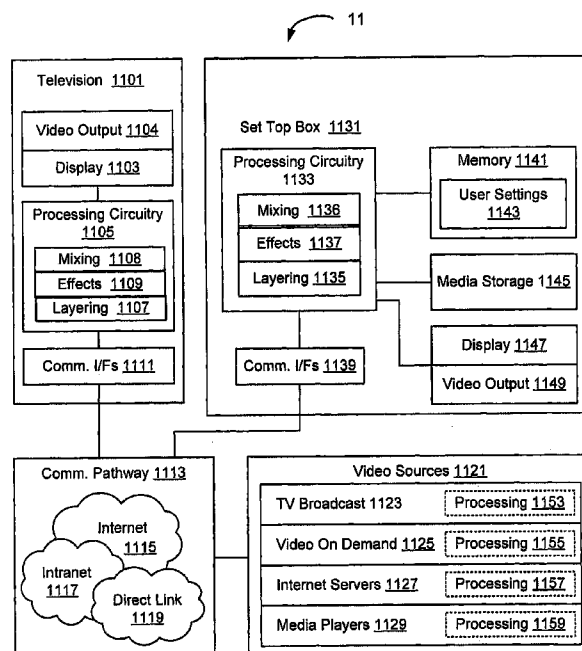 11
Television 1101
Video Output 1104
Display 1103
Processing Circuitry
1105
Mixing 1108
Effects 1109
Layering 1107
Comm. I/Fs 1111
Set Top Box 1131
Processing Circuitry
1133
Mixing 1136
Effects 1137
Layering 1135
Comm. I/Fs 1139
Memory 1141
User Settings
1143
Media Storage 1145
Display 1147
Video Output 1149
Comm. Pathway 1113
Internet
1115
Intranet
1117
Direct Link
1119
Video Sources 1121
TV Broadcast 1123
Processing 1153
Video On Demand 1125
Processing 1155
Internet Servers 1127
Processing 1157
Media Players 1129
Processing 1159